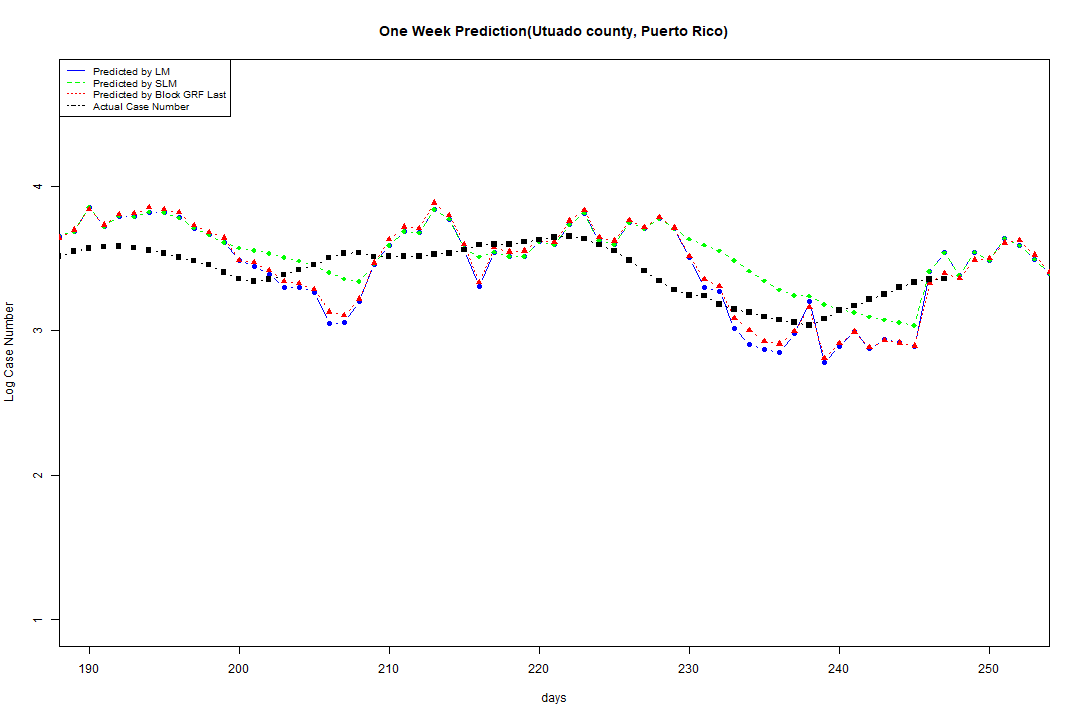 One Week Prediction(Utuado county, Puerto Rico)
Predicted by LM
Predicted by SLM
Predicted by Block GRF Last
Actual Case Number
4
3
2
1
Log Case Number
190 200 210 220 230 240 250
days